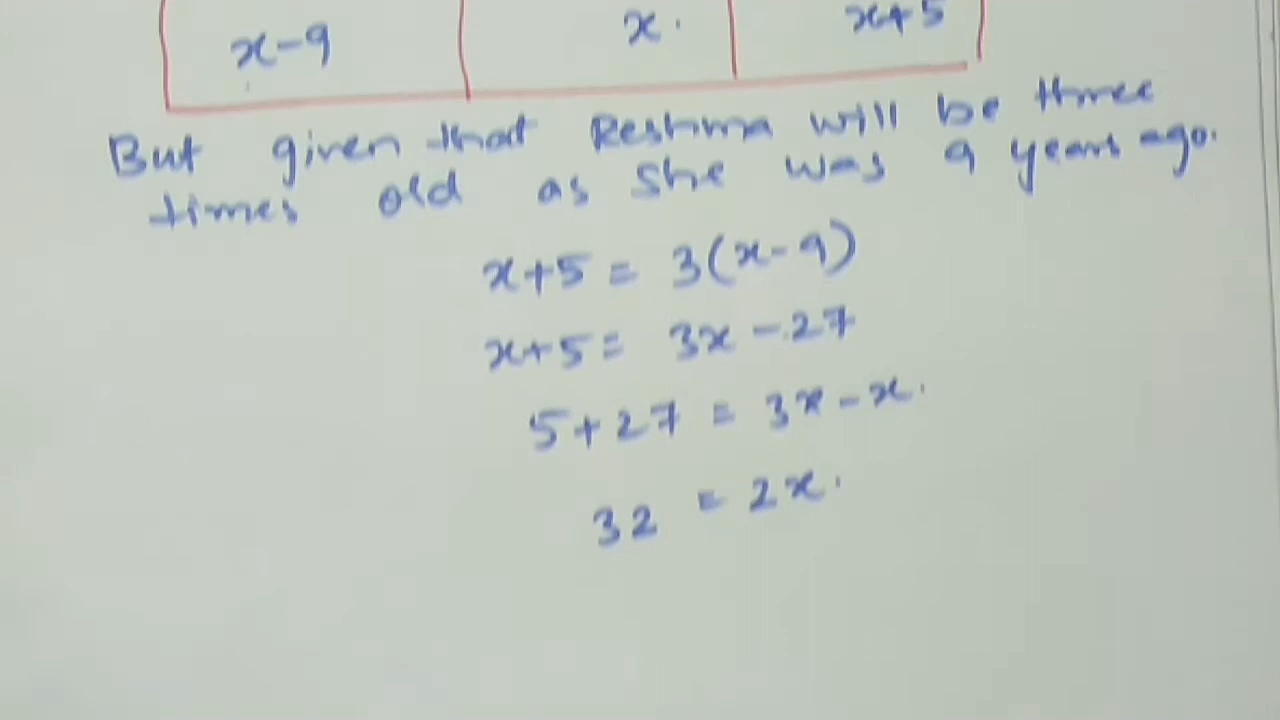 x-9 x. x+5
But given that Reshma will be three
times old as she was 9 years ago.
x+5 = 3(x-9)
x+5 = 3x - 27
5+27 = 3x - x.
32 = 2x.